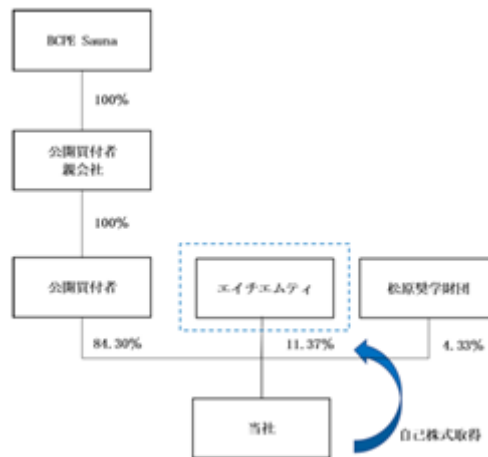 BCPE Sauna
100%
公開買付者
親会社
100%
公開買付者
エイチエムティ
松原奨学財団
84.30%
11.37%
4.33%
当社
自己株式取得